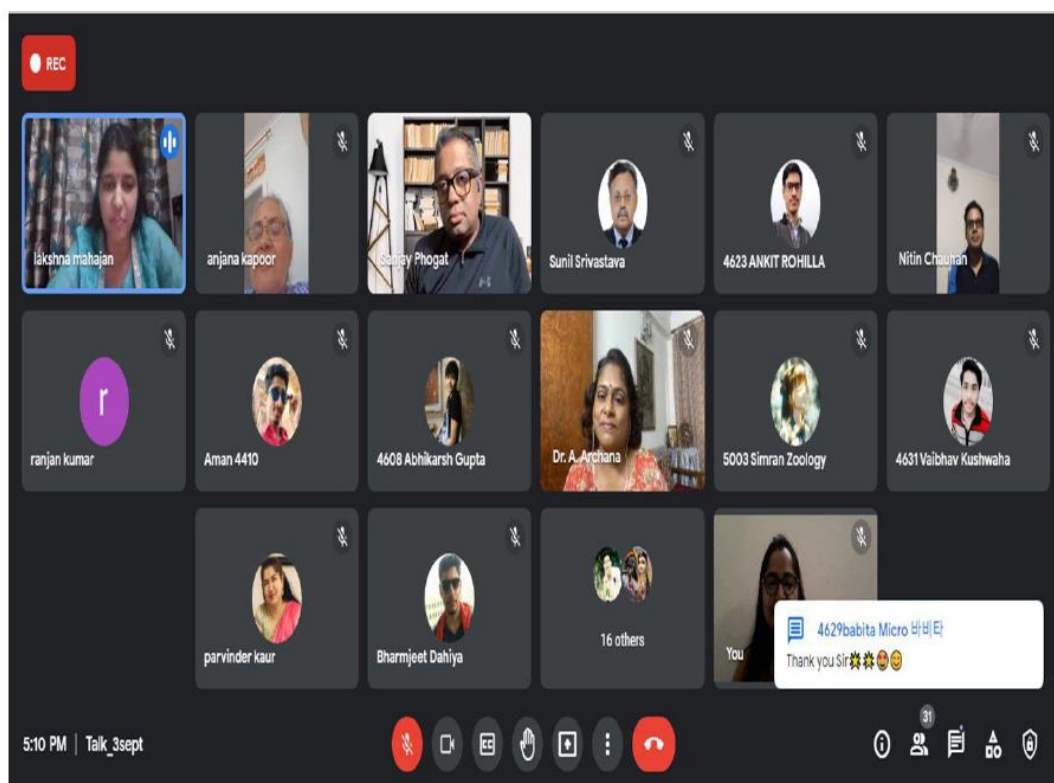 REC
lakshna mahajan
anjana kapoor
Sanjay Phogat
Sunil Srivastava
4623 ANKIT ROHILLA
Nitin Chauhan
r
ranjan kumar
Aman 4410
4608 Abhikarsh Gupta
Dr. A. Archana
5003 Simran Zoology
4631 Vaibhav Kushwaha
parvinder kaur
Bharmjeet Dahiya
16 others
You
4629babita Micro 바비타
Thank you Sir💥💥🤩😊
5:10 PM | Talk_3sept
CC
31